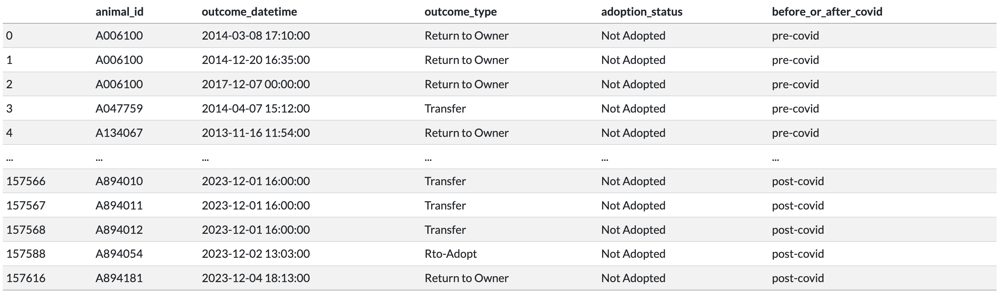 animal_id outcome_datetime outcome_type adoption_status before_or_after_covid
0 A006100 2014-03-08 17:10:00 Return to Owner Not Adopted pre-covid
1 A006100 2014-12-20 16:35:00 Return to Owner Not Adopted pre-covid
2 A006100 2017-12-07 00:00:00 Return to Owner Not Adopted pre-covid
3 A047759 2014-04-07 15:12:00 Transfer Not Adopted pre-covid
4 A134067 2013-11-16 11:54:00 Return to Owner Not Adopted pre-covid
... ... ... ... ... ...
157566 A894010 2023-12-01 16:00:00 Transfer Not Adopted post-covid
157567 A894011 2023-12-01 16:00:00 Transfer Not Adopted post-covid
157568 A894012 2023-12-01 16:00:00 Transfer Not Adopted post-covid
157588 A894054 2023-12-02 13:03:00 Rto-Adopt Not Adopted post-covid
157616 A894181 2023-12-04 18:13:00 Return to Owner Not Adopted post-covid